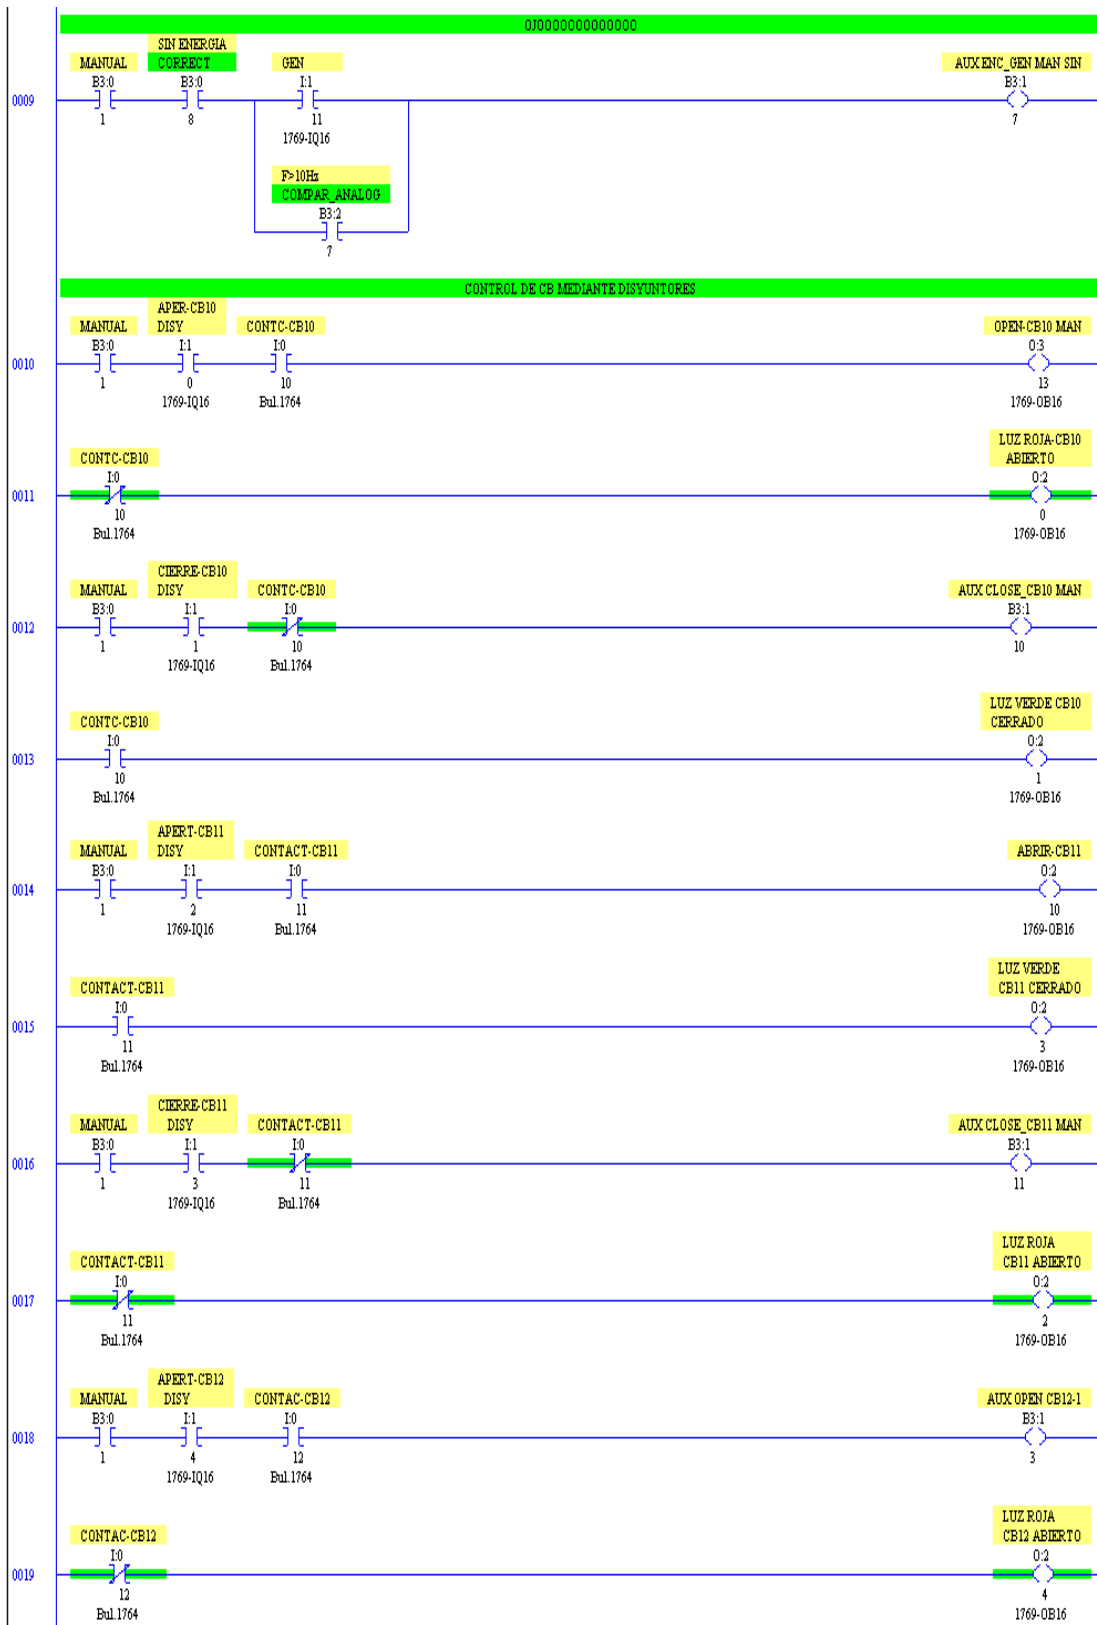 0J0000000000000
SIN ENERGIA
MANUAL CORRECT GEN AUX ENC_GEN MAN SIN
B3:0 B3:0 I:1 B3:1
0009
1 8 11 7
1769-IQ16
F>10Hz
COMPAR_ANALOG
B3:2
7
CONTROL DE CB MEDIANTE DISYUNTORES
APER-CB10
MANUAL DISY CONTC-CB10 OPEN-CB10 MAN
B3:0 I:1 I:0 O:3
0010
1 0 10 13
1769-IQ16 Bul.1764 1769-OB16
LUZ ROJA-CB10
CONTC-CB10 ABIERTO
I:0 O:2
0011
10 0
Bul.1764 1769-OB16
CIERRE-CB10
MANUAL DISY CONTC-CB10 AUX CLOSE_CB10 MAN
B3:0 I:1 I:0 B3:1
0012
1 1 10 10
1769-IQ16 Bul.1764
LUZ VERDE CB10
CONTC-CB10 CERRADO
I:0 O:2
0013
10 1
Bul.1764 1769-OB16
APERT-CB11
MANUAL DISY CONTACT-CB11 ABRIR-CB11
B3:0 I:1 I:0 O:2
0014
1 2 11 10
1769-IQ16 Bul.1764 1769-OB16
LUZ VERDE
CONTACT-CB11 CB11 CERRADO
I:0 O:2
0015
11 3
Bul.1764 1769-OB16
CIERRE-CB11
MANUAL DISY CONTACT-CB11 AUX CLOSE_CB11 MAN
B3:0 I:1 I:0 B3:1
0016
1 3 11 11
1769-IQ16 Bul.1764
LUZ ROJA
CONTACT-CB11 CB11 ABIERTO
I:0 O:2
0017
11 2
Bul.1764 1769-OB16
APERT-CB12
MANUAL DISY CONTAC-CB12 AUX OPEN CB12-1
B3:0 I:1 I:0 B3:1
0018
1 4 12 3
1769-IQ16 Bul.1764
LUZ ROJA
CONTAC-CB12 CB12 ABIERTO
I:0 O:2
0019
12 4
Bul.1764 1769-OB16